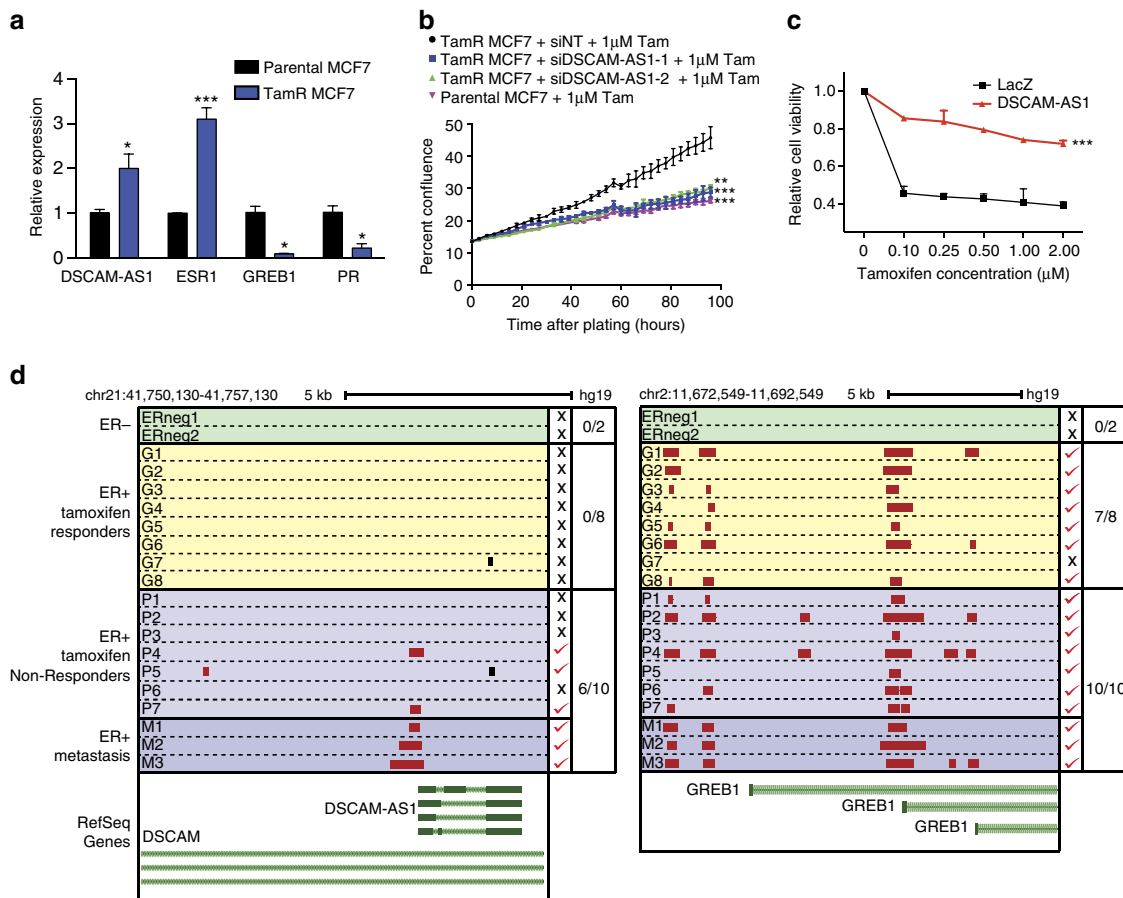 a
Parental MCF7
TamR MCF7
Relative expression
4
3
2
1
0
*
***
*
*
DSCAM-AS1 ESR1 GREB1 PR
b
TamR MCF7 + siNT + 1μM Tam
TamR MCF7 + siDSCAM-AS1-1 + 1μM Tam
TamR MCF7 + siDSCAM-AS1-2 + 1μM Tam
Parental MCF7 + 1μM Tam
Percent confluence
50
40
30
20
10
0
**
***
***
0 20 40 60 80 100
Time after plating (hours)
c
LacZ
DSCAM-AS1
Relative cell viability
1.0
0.8
0.6
0.4
***
0 0.10 0.25 0.50 1.00 2.00
Tamoxifen concentration (μM)
d
chr21:41,750,130-41,757,130 5 kb hg19
ER–
ERneg1 X
ERneg2 X
0/2
ER+
tamoxifen
responders
G1 X
G2 X
G3 X
G4 X
G5 X
G6 X
G7 X
G8 X
0/8
ER+
tamoxifen
Non-Responders
P1 X
P2 X
P3 X
P4 ✓
P5 ✓
P6 X
P7 ✓
6/10
ER+
metastasis
M1 ✓
M2 ✓
M3 ✓
RefSeq
Genes
DSCAM-AS1
DSCAM
chr2:11,672,549-11,692,549 5 kb hg19
ERneg1 X
ERneg2 X
0/2
G1 ✓
G2 ✓
G3 ✓
G4 ✓
G5 ✓
G6 ✓
G7 X
G8 ✓
7/8
P1 ✓
P2 ✓
P3 ✓
P4 ✓
P5 ✓
P6 ✓
P7 ✓
10/10
M1 ✓
M2 ✓
M3 ✓
GREB1
GREB1
GREB1